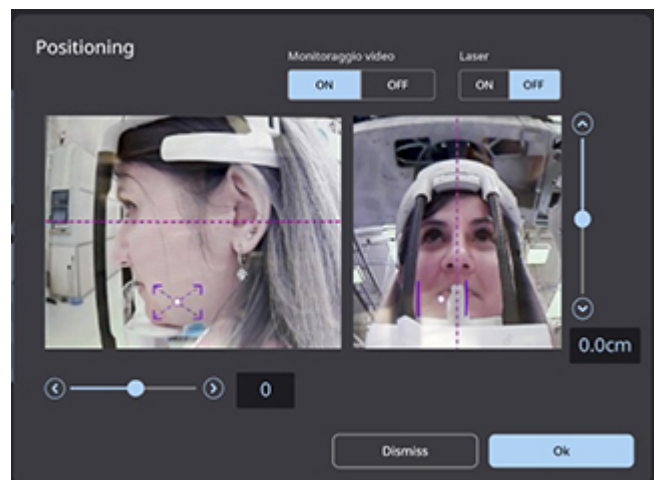 Positioning
Monitoraggio video
Laser
ON OFF
ON OFF
0.0cm
0
Dismiss
Ok